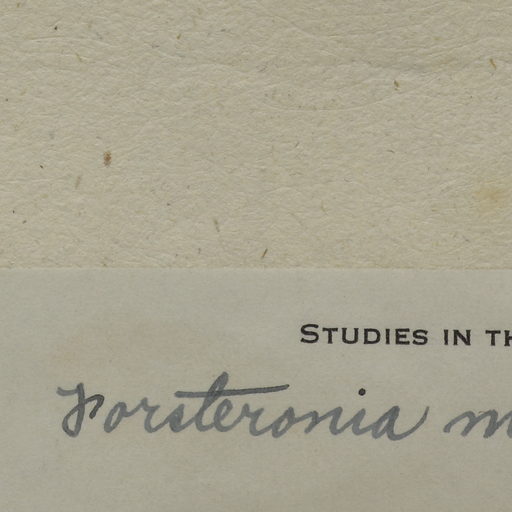 STUDIES IN TH
Forsteronia m